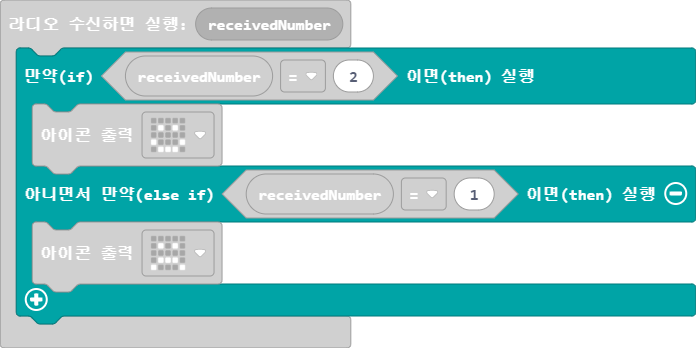 라디오 수신하면 실행: receivedNumber
만약(if) receivedNumber = 2 이면(then) 실행
아이콘 출력
아니면서 만약(else if) receivedNumber = 1 이면(then) 실행
아이콘 출력